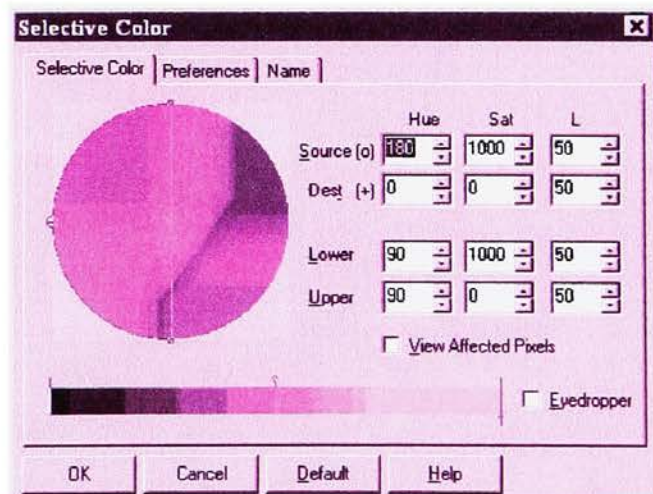 Selective Color
Selective Color Preferences Name
Hue Sat L
Source (o) 180 1000 50
Dest (+) 0 0 50
Lower 90 1000 50
Upper 90 0 50
View Affected Pixels
Eyedropper
OK Cancel Default Help